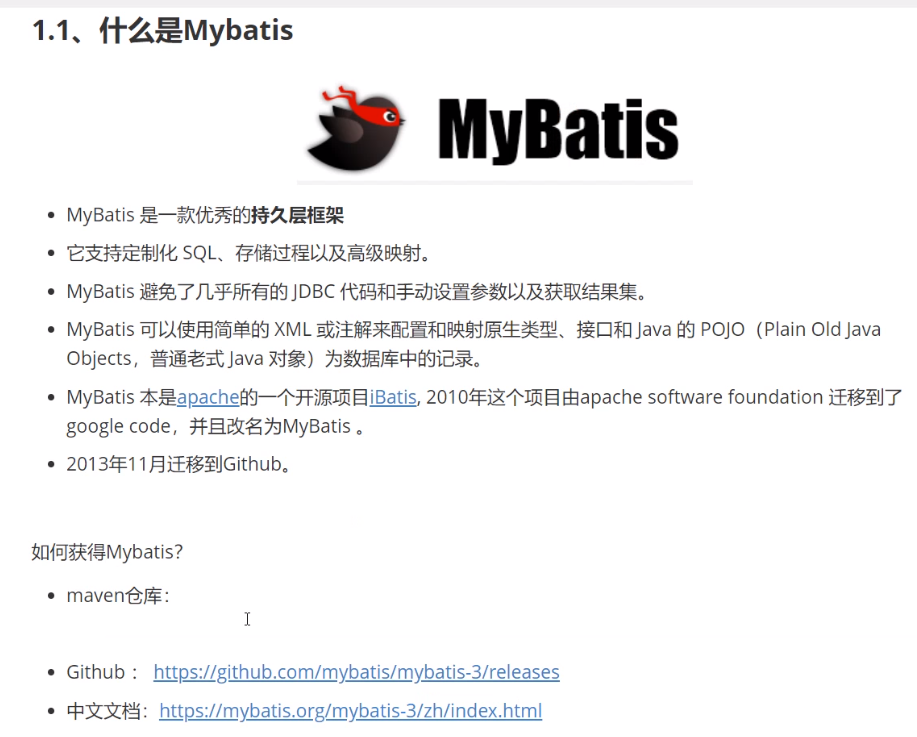 1.1、什么是Mybatis
MyBatis
MyBatis 是一款优秀的持久层框架
它支持定制化 SQL、存储过程以及高级映射。
MyBatis 避免了几乎所有的 JDBC 代码和手动设置参数以及获取结果集。
MyBatis 可以使用简单的 XML 或注解来配置和映射原生类型、接口和 Java 的 POJO（Plain Old Java
Objects，普通老式 Java 对象）为数据库中的记录。
MyBatis 本是apache的一个开源项目iBatis, 2010年这个项目由apache software foundation 迁移到了
google code，并且改名为MyBatis 。
2013年11月迁移到Github。
如何获得Mybatis？
maven仓库：
Github ： https://github.com/mybatis/mybatis-3/releases
中文文档：https://mybatis.org/mybatis-3/zh/index.html